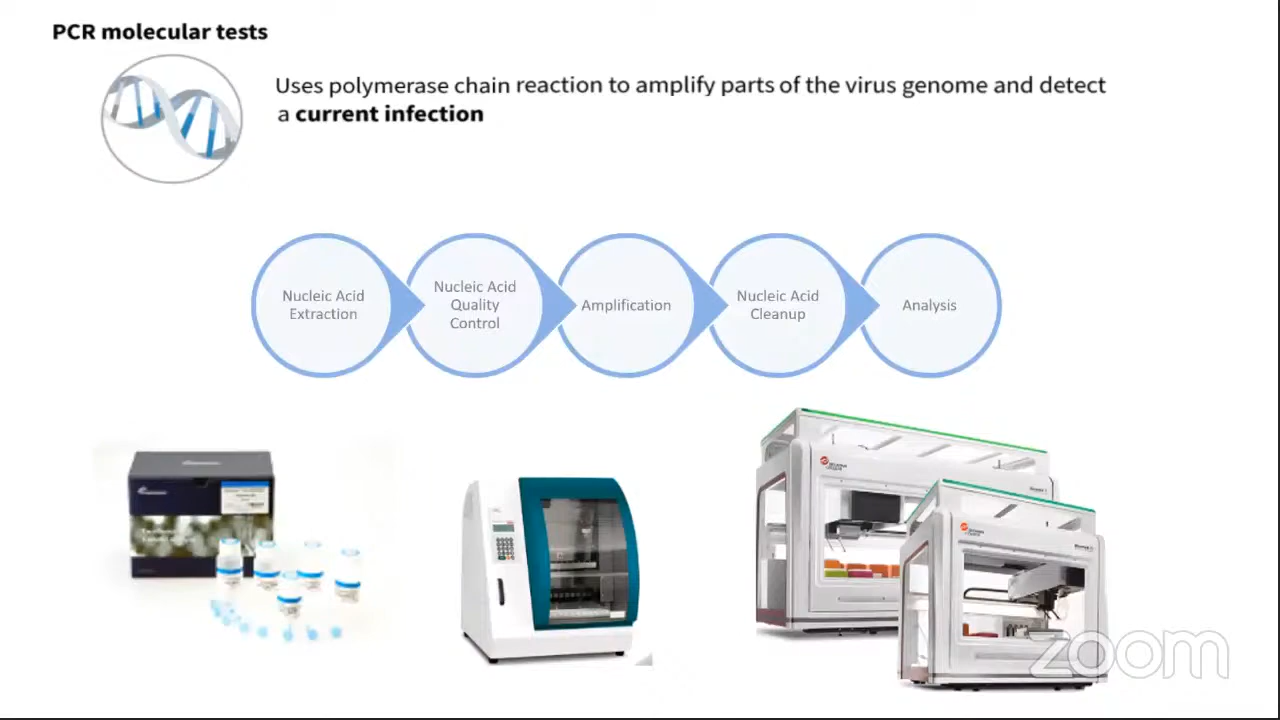 PCR molecular tests
Uses polymerase chain reaction to amplify parts of the virus genome and detect
a current infection
Nucleic Acid
Extraction
Nucleic Acid
Quality
Control
Amplification
Nucleic Acid
Cleanup
Analysis
zoom